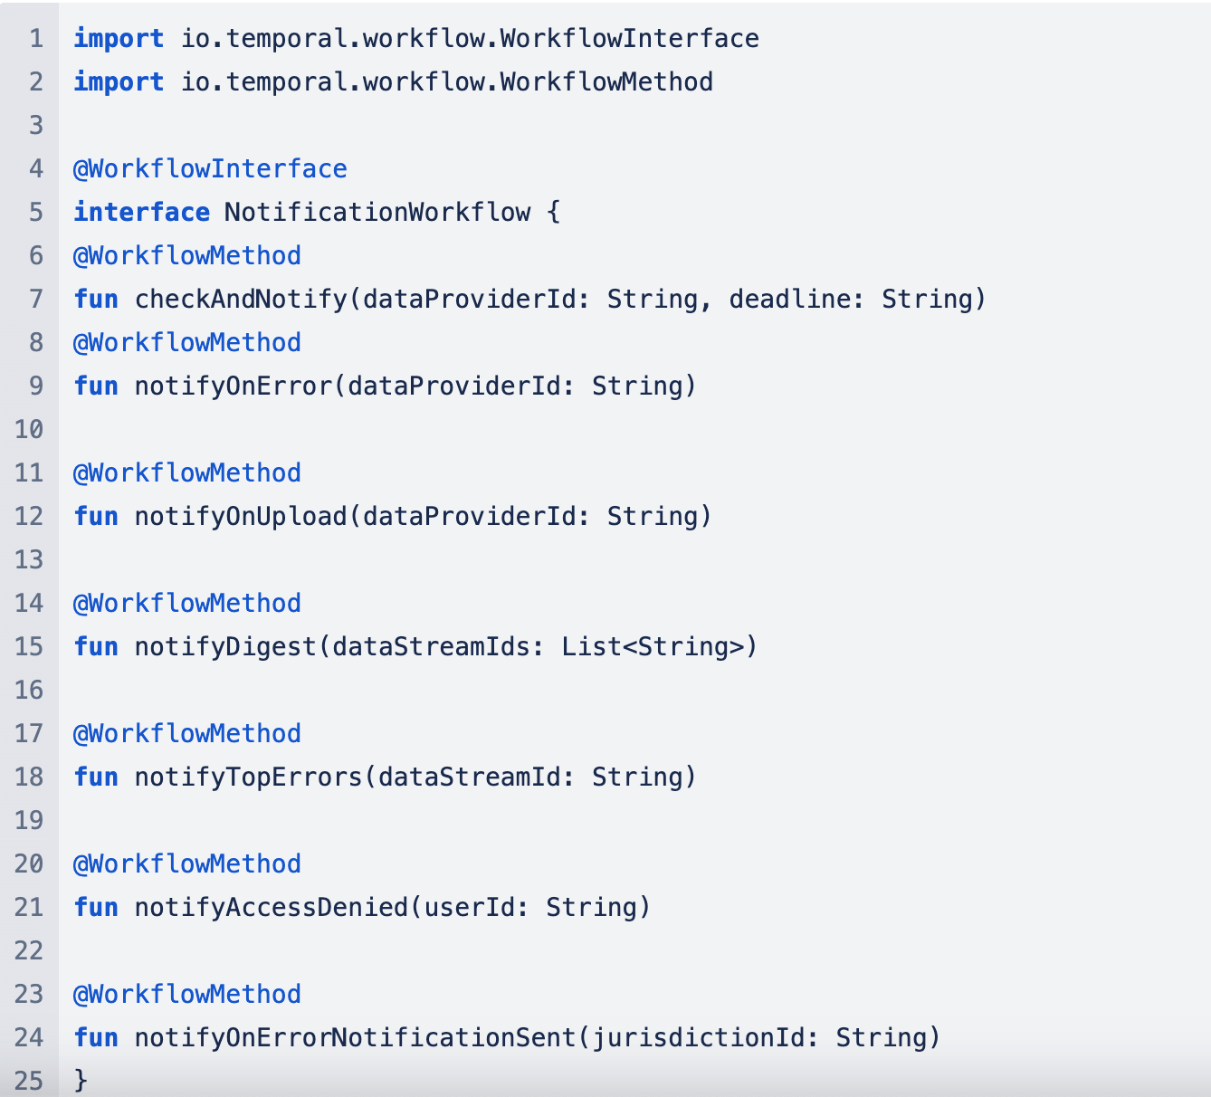 1 import io.temporal.workflow.WorkflowInterface
2 import io.temporal.workflow.WorkflowMethod
3
4 @WorkflowInterface
5 interface NotificationWorkflow {
6 @WorkflowMethod
7 fun checkAndNotify(dataProviderId: String, deadline: String)
8 @WorkflowMethod
9 fun notifyOnError(dataProviderId: String)
10
11 @WorkflowMethod
12 fun notifyOnUpload(dataProviderId: String)
13
14 @WorkflowMethod
15 fun notifyDigest(dataStreamIds: List<String>)
16
17 @WorkflowMethod
18 fun notifyTopErrors(dataStreamId: String)
19
20 @WorkflowMethod
21 fun notifyAccessDenied(userId: String)
22
23 @WorkflowMethod
24 fun notifyOnErrorNotificationSent(jurisdictionId: String)
25 }